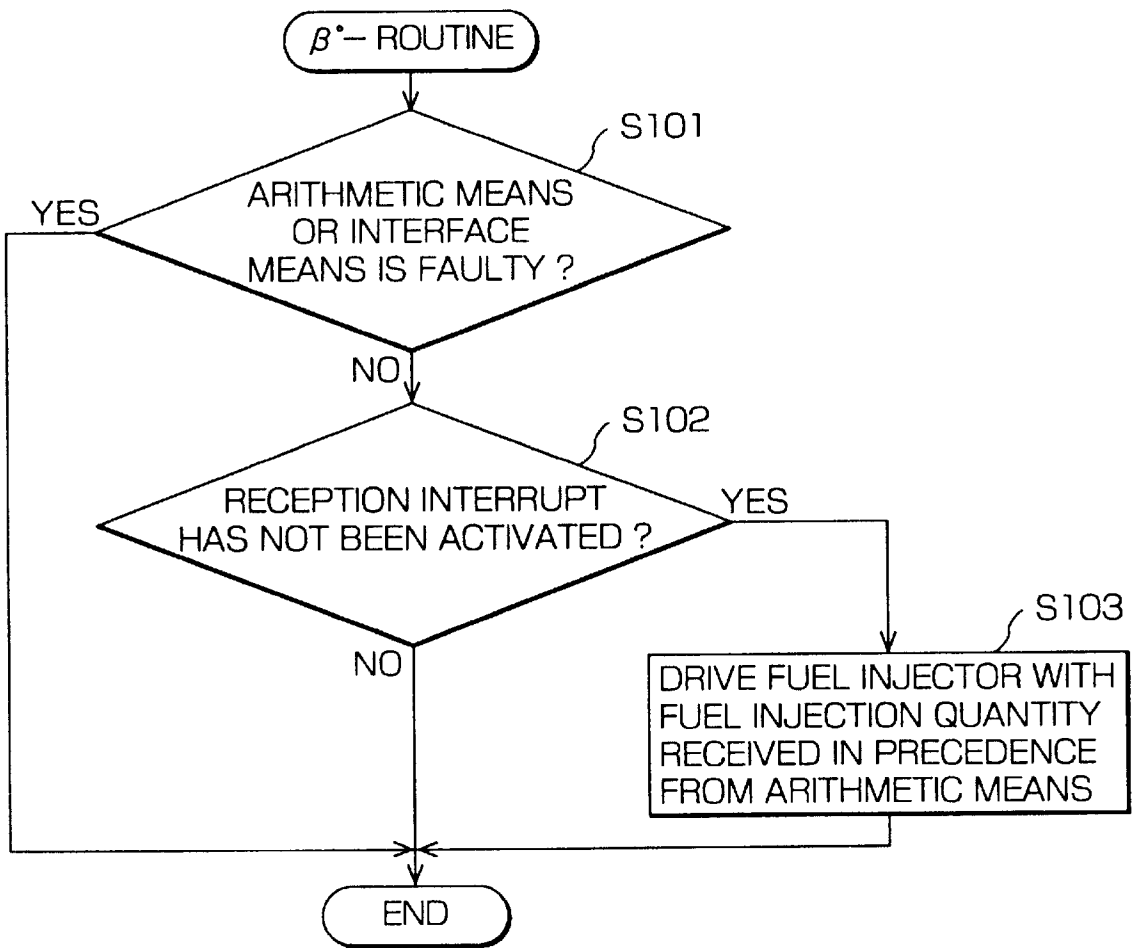 β°– ROUTINE
S101
ARITHMETIC MEANS
OR INTERFACE
MEANS IS FAULTY ?
YES
NO
S102
RECEPTION INTERRUPT
HAS NOT BEEN ACTIVATED ?
YES
NO
S103
DRIVE FUEL INJECTOR WITH
FUEL INJECTION QUANTITY
RECEIVED IN PRECEDENCE
FROM ARITHMETIC MEANS
END